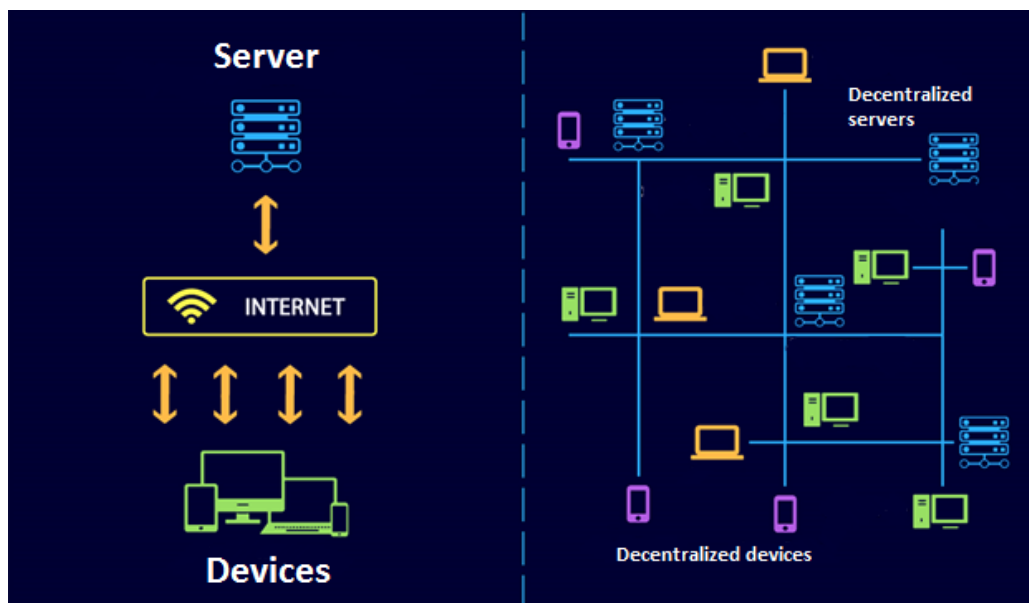 Server
INTERNET
Devices
Decentralized
servers
Decentralized devices